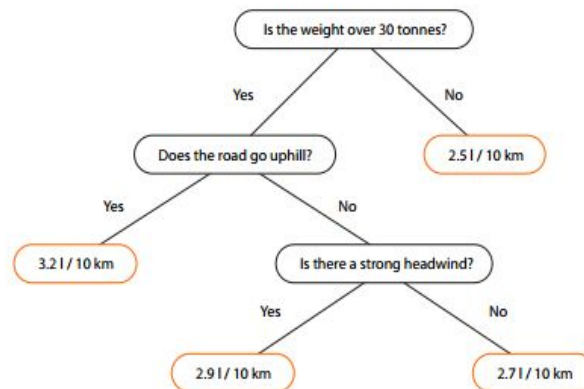 Is the weight over 30 tonnes?
Yes
No
Does the road go uphill?
2.5 l / 10 km
Yes
No
3.2 l / 10 km
Is there a strong headwind?
Yes
No
2.9 l / 10 km
2.7 l / 10 km